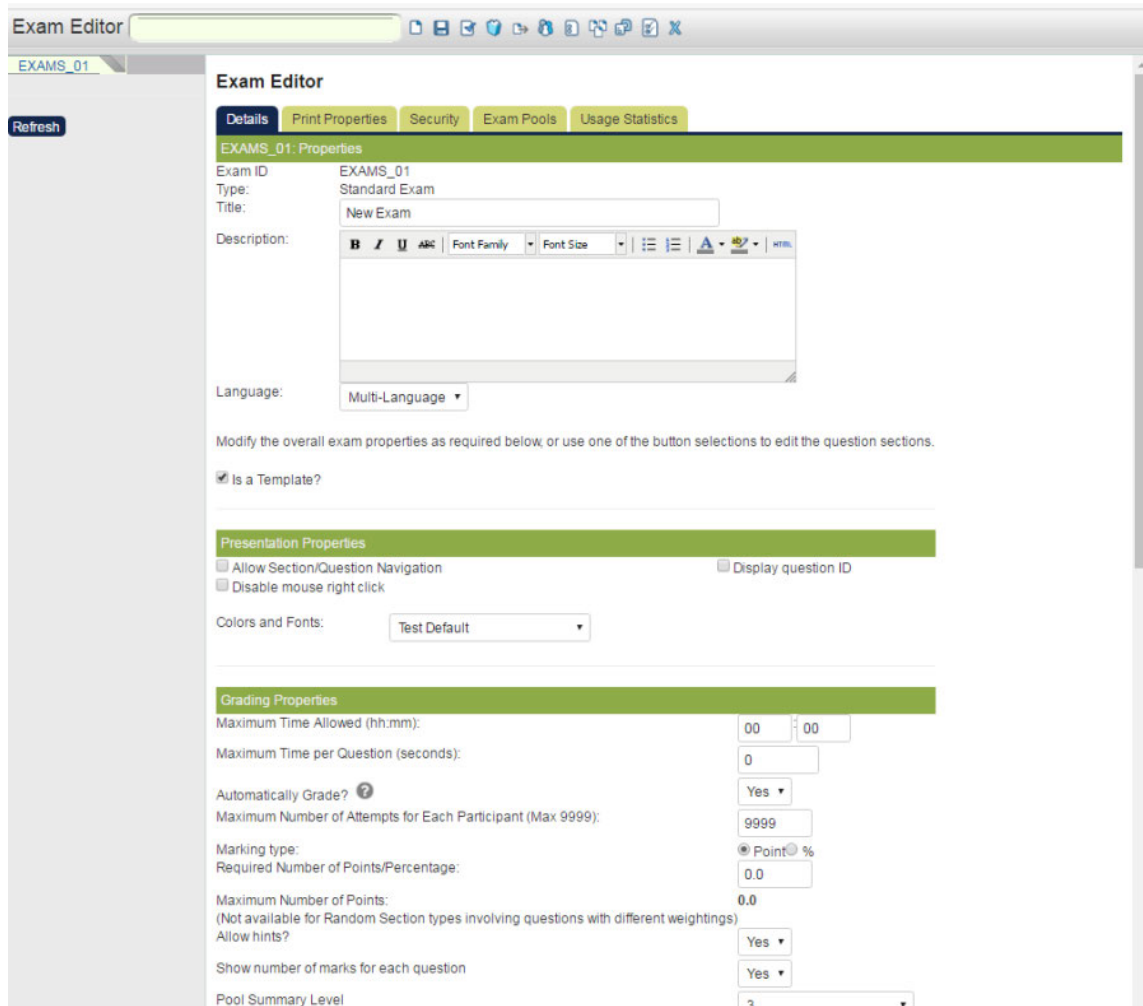 Exam Editor
EXAMS_01
Refresh
Exam Editor
Details Print Properties Security Exam Pools Usage Statistics
EXAMS_01: Properties
Exam ID EXAMS_01
Type: Standard Exam
Title: New Exam
Description: B I U ABC Font Family Font Size A ab HTML
Language: Multi-Language
Modify the overall exam properties as required below, or use one of the button selections to edit the question sections.
Is a Template?
Presentation Properties
Allow Section/Question Navigation Display question ID
Disable mouse right click
Colors and Fonts: Test Default
Grading Properties
Maximum Time Allowed (hh:mm): 00 : 00
Maximum Time per Question (seconds): 0
Automatically Grade? ? Yes
Maximum Number of Attempts for Each Participant (Max 9999): 9999
Marking type: Point %
Required Number of Points/Percentage: 0.0
Maximum Number of Points: 0.0
(Not available for Random Section types involving questions with different weightings)
Allow hints? Yes
Show number of marks for each question Yes
Pool Summary Level 3